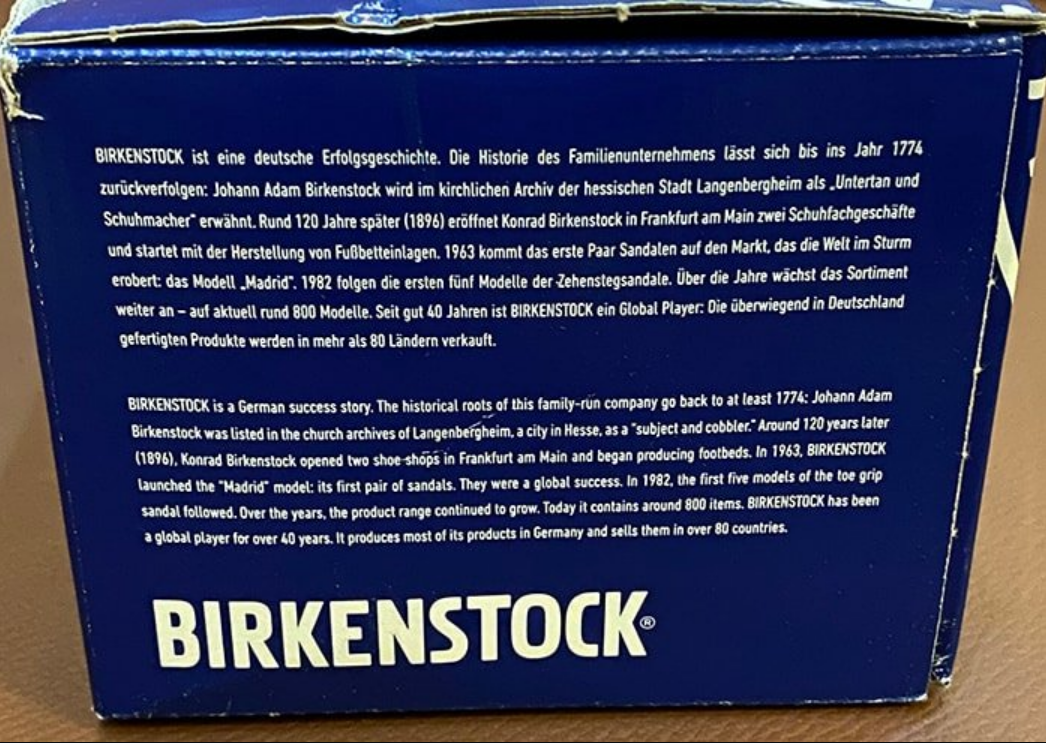 BIRKENSTOCK ist eine deutsche Erfolgsgeschichte. Die Historie des Familienunternehmens lässt sich bis ins Jahr 1774
zurückverfolgen: Johann Adam Birkenstock wird im kirchlichen Archiv der hessischen Stadt Langenbergheim als „Untertan und
Schuhmacher" erwähnt. Rund 120 Jahre später (1896) eröffnet Konrad Birkenstock in Frankfurt am Main zwei Schuhfachgeschäfte
und startet mit der Herstellung von Fußbetteinlagen. 1963 kommt das erste Paar Sandalen auf den Markt, das die Welt im Sturm
erobert: das Modell „Madrid". 1982 folgen die ersten fünf Modelle der Zehenstegsandale. Über die Jahre wächst das Sortiment
weiter an – auf aktuell rund 800 Modelle. Seit gut 40 Jahren ist BIRKENSTOCK ein Global Player: Die überwiegend in Deutschland
gefertigten Produkte werden in mehr als 80 Ländern verkauft.
BIRKENSTOCK is a German success story. The historical roots of this family-run company go back to at least 1774: Johann Adam
Birkenstock was listed in the church archives of Langenbergheim, a city in Hesse, as a "subject and cobbler." Around 120 years later
(1896), Konrad Birkenstock opened two shoe shops in Frankfurt am Main and began producing footbeds. In 1963, BIRKENSTOCK
launched the "Madrid" model: its first pair of sandals. They were a global success. In 1982, the first five models of the toe grip
sandal followed. Over the years, the product range continued to grow. Today it contains around 800 items. BIRKENSTOCK has been
a global player for over 40 years. It produces most of its products in Germany and sells them in over 80 countries.
BIRKENSTOCK®